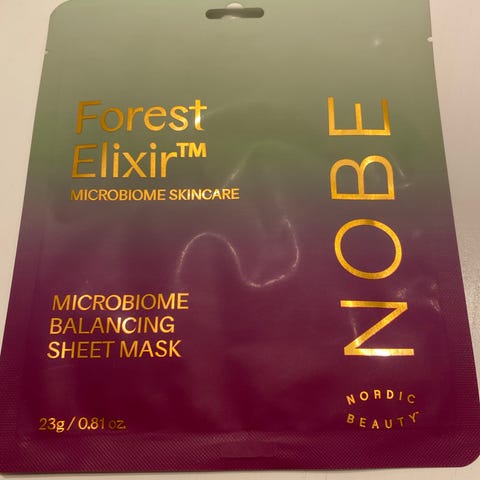 Forest
Elixir™
MICROBIOME SKINCARE
NOBE
MICROBIOME
BALANCING
SHEET MASK
23g / 0.81 oz.
NORDIC
BEAUTY